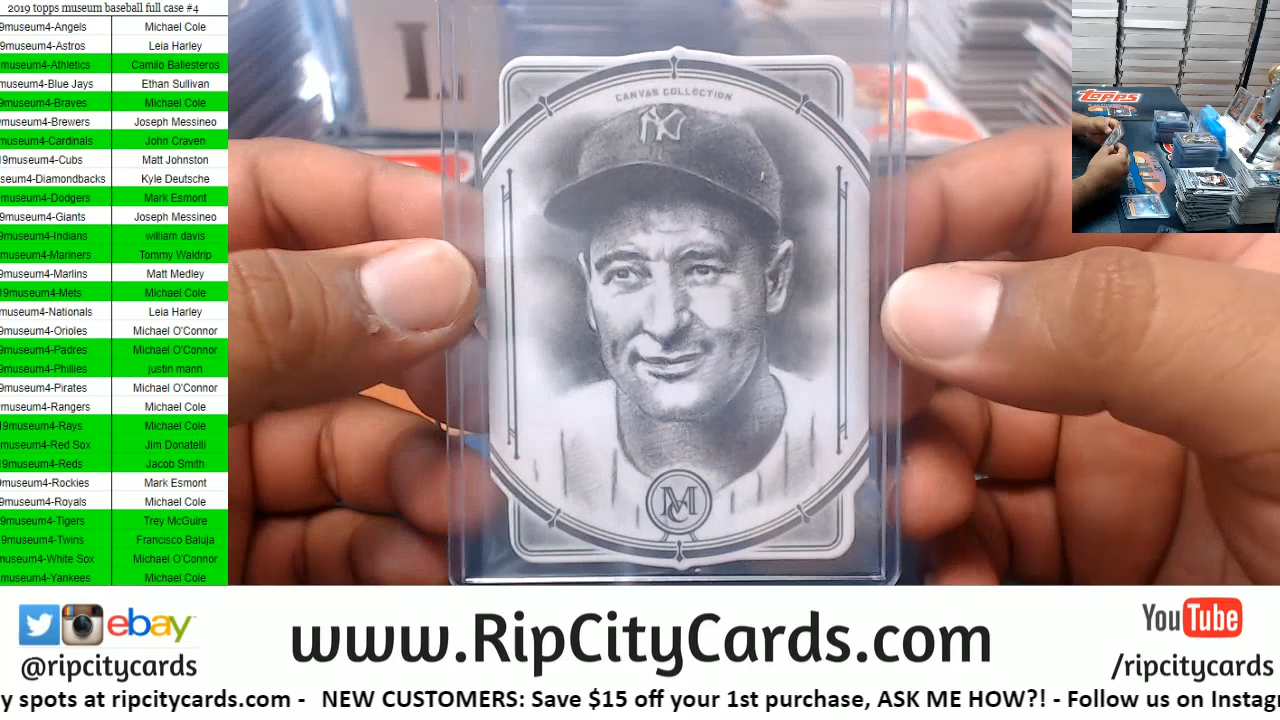 2019 topps museum baseball full case #4
9museum4-Angels Michael Cole
9museum4-Astros Leia Harley
museum4-Athletics Camilo Ballesteros
museum4-Blue Jays Ethan Sullivan
museum4-Braves Michael Cole
museum4-Brewers Joseph Messineo
museum4-Cardinals John Craven
19museum4-Cubs Matt Johnston
seum4-Diamondbacks Kyle Deutsche
museum4-Dodgers Mark Esmont
9museum4-Giants Joseph Messineo
9museum4-Indians william davis
museum4-Mariners Tommy Waldrip
9museum4-Marlins Matt Medley
19museum4-Mets Michael Cole
museum4-Nationals Leia Harley
9museum4-Orioles Michael O'Connor
9museum4-Padres Michael O'Connor
9museum4-Phillies justin mann
9museum4-Pirates Michael O'Connor
9museum4-Rangers Michael Cole
19museum4-Rays Michael Cole
museum4-Red Sox Jim Donatelli
19museum4-Reds Jacob Smith
museum4-Rockies Mark Esmont
9museum4-Royals Michael Cole
9museum4-Tigers Trey McGuire
9museum4-Twins Francisco Baluja
museum4-White Sox Michael O'Connor
museum4-Yankees Michael Cole
CANVAS COLLECTION
NY
MC
topps
ebay
@ripcitycards
www.RipCityCards.com
YouTube
/ripcitycards
y spots at ripcitycards.com - NEW CUSTOMERS: Save $15 off your 1st purchase, ASK ME HOW?! - Follow us on Instag